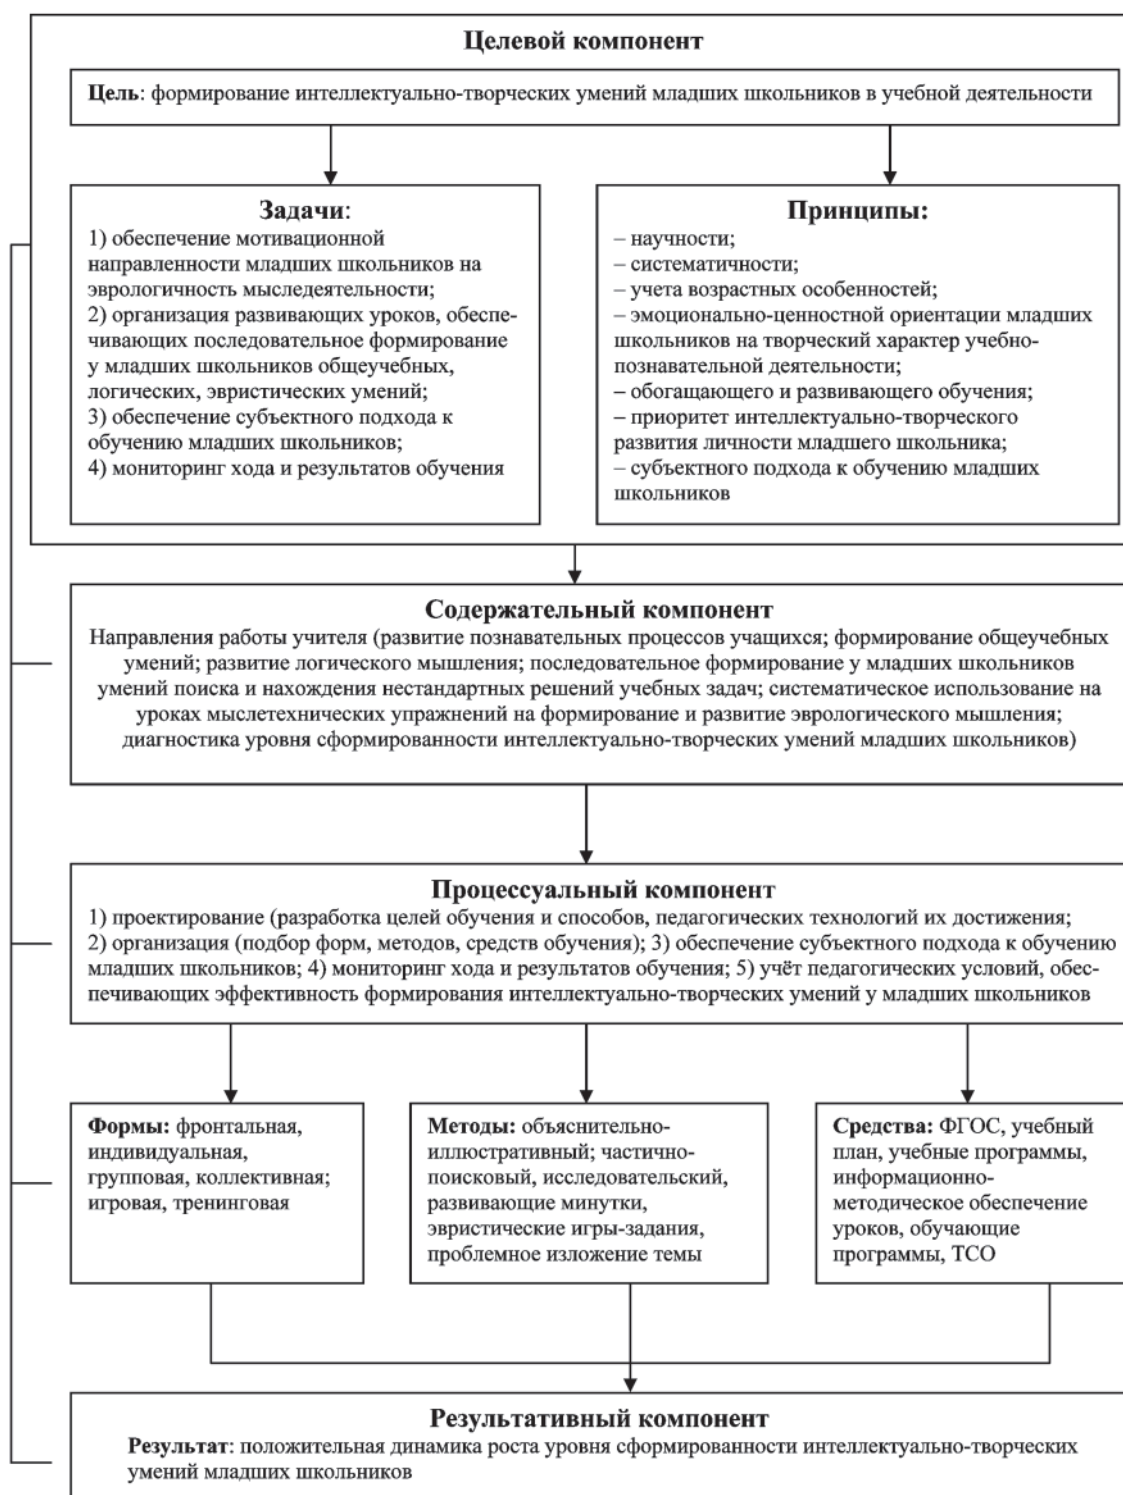 Целевой компонент
Цель: формирование интеллектуально-творческих умений младших школьников в учебной деятельности
Задачи:
1) обеспечение мотивационной
направленности младших школьников на
эврологичность мыследеятельности;
2) организация развивающих уроков, обеспе-
чивающих последовательное формирование
у младших школьников общеучебных,
логических, эвристических умений;
3) обеспечение субъектного подхода к
обучению младших школьников;
4) мониторинг хода и результатов обучения
Принципы:
– научности;
– систематичности;
– учета возрастных особенностей;
– эмоционально-ценностной ориентации младших
школьников на творческий характер учебно-
познавательной деятельности;
– обогащающего и развивающего обучения;
– приоритет интеллектуально-творческого
развития личности младшего школьника;
– субъектного подхода к обучению младших
школьников
Содержательный компонент
Направления работы учителя (развитие познавательных процессов учащихся; формирование общеучебных
умений; развитие логического мышления; последовательное формирование у младших школьников
умений поиска и нахождения нестандартных решений учебных задач; систематическое использование на
уроках мыслетехнических упражнений на формирование и развитие эврологического мышления;
диагностика уровня сформированности интеллектуально-творческих умений младших школьников)
Процессуальный компонент
1) проектирование (разработка целей обучения и способов, педагогических технологий их достижения;
2) организация (подбор форм, методов, средств обучения); 3) обеспечение субъектного подхода к обучению
младших школьников; 4) мониторинг хода и результатов обучения; 5) учёт педагогических условий, обес-
печивающих эффективность формирования интеллектуально-творческих умений у младших школьников
Формы: фронтальная,
индивидуальная,
групповая, коллективная;
игровая, тренинговая
Методы: объяснительно-
иллюстративный; частично-
поисковый, исследовательский,
развивающие минутки,
эвристические игры-задания,
проблемное изложение темы
Средства: ФГОС, учебный
план, учебные программы,
информационно-
методическое обеспечение
уроков, обучающие
программы, ТСО
Результативный компонент
Результат: положительная динамика роста уровня сформированности интеллектуально-творческих
умений младших школьников